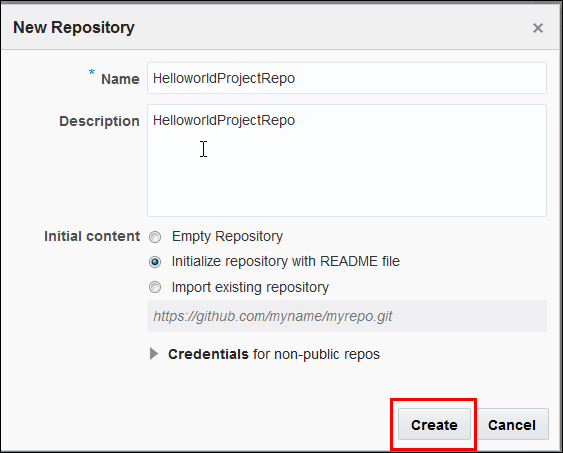 New Repository ×
* Name HelloworldProjectRepo
Description HelloworldProjectRepo
Initial content Empty Repository
Initialize repository with README file
Import existing repository
https://github.com/myname/myrepo.git
Credentials for non-public repos
Create Cancel